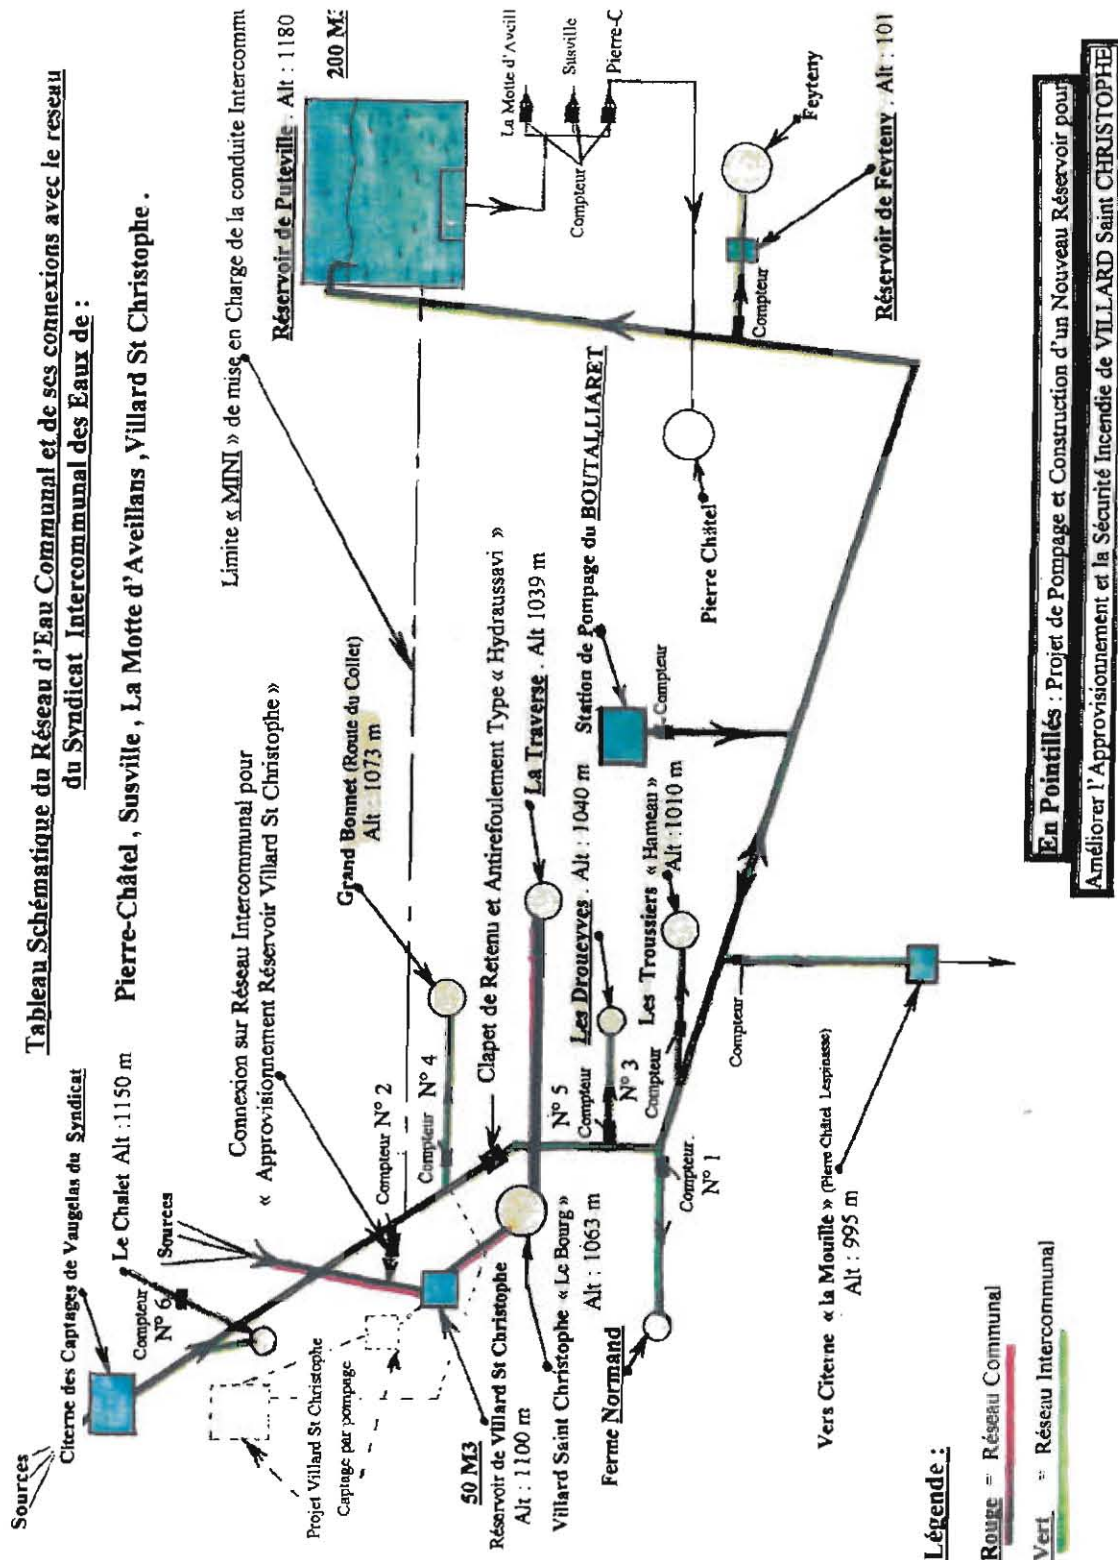 Tableau Schématique du Réseau d'Eau Communal et de ses connexions avec le reseau
du Syndicat Intercommunal des Eaux de :
Pierre-Châtel , Susville , La Motte d'Aveillans ,Villard St Christophe .
Sources
Citerne des Captages de Vaugelas du Syndicat
Compteur
N° 6
Le Chalet Alt :1150 m
Sources
Connexion sur Réseau Intercommunal pour
« Approvisionnement Réservoir Villard St Christophe »
Limite « MINI » de mise en Charge de la conduite
Réservoir de Puteville . Alt : 1180
200
Projet Villard St Christophe
Captage par pompage
Compteur N° 2
Compteur N° 4
Grand Bonnet (Route du Collet)
Alt : 1073 m
Clapet de Retenu et Antirefoulement Type « Hydraussavi »
La Traverse . Alt 1039 m
50 M3
Réservoir de Villard St Christophe
Alt : 1100 m
Villard Saint Christophe « Le Bourg »
Alt : 1063 m
N° 5
Compteur
N° 3
Les Droueyves . Alt : 1040 m
Compteur
Les Troussiers « Hameau »
Alt :1010 m
Station de Pompage du BOUTALLIARET
Compteur
La Motte d'Aveill
Susville
Pierre-C
Compteur
Pierre Châtel
Compteur
Feyteny
Réservoir de Feyteny . Alt : 101
Ferme Normand
Compteur.
N° 1
Compteur
Vers Citerne « la Mouille » (Pierre Châtel Lespinasse)
Alt : 995 m
Légende :
Rouge = Réseau Communal
Vert = Réseau Intercommunal
En Pointillés : Projet de Pompage et Construction d'un Nouveau Réservoir pour
Améliorer l'Approvisionnement et la Sécurité Incendie de VILLARD Saint CHRISTOPHE